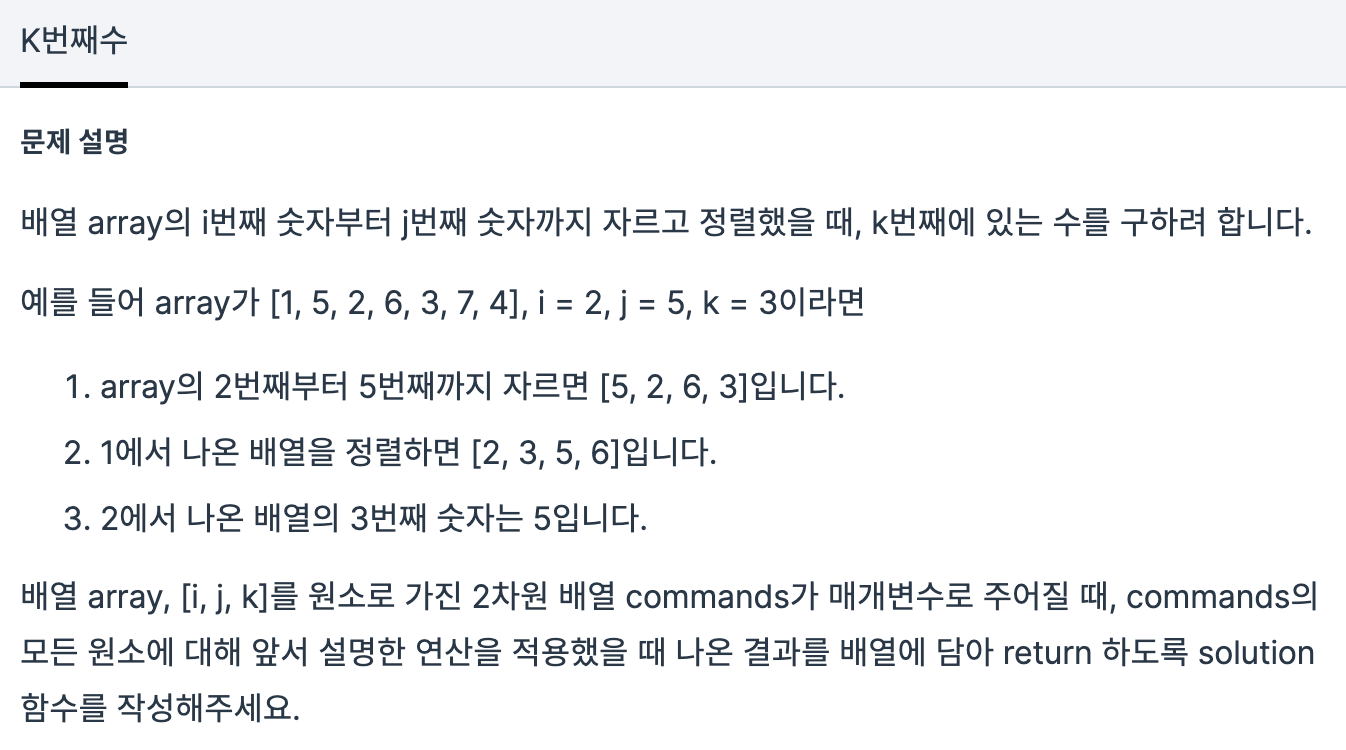 K번째수
문제 설명
배열 array의 i번째 숫자부터 j번째 숫자까지 자르고 정렬했을 때, k번째에 있는 수를 구하려 합니다.
예를 들어 array가 [1, 5, 2, 6, 3, 7, 4], i = 2, j = 5, k = 3이라면
1. array의 2번째부터 5번째까지 자르면 [5, 2, 6, 3]입니다.
2. 1에서 나온 배열을 정렬하면 [2, 3, 5, 6]입니다.
3. 2에서 나온 배열의 3번째 숫자는 5입니다.
배열 array, [i, j, k]를 원소로 가진 2차원 배열 commands가 매개변수로 주어질 때, commands의
모든 원소에 대해 앞서 설명한 연산을 적용했을 때 나온 결과를 배열에 담아 return 하도록 solution
함수를 작성해주세요.